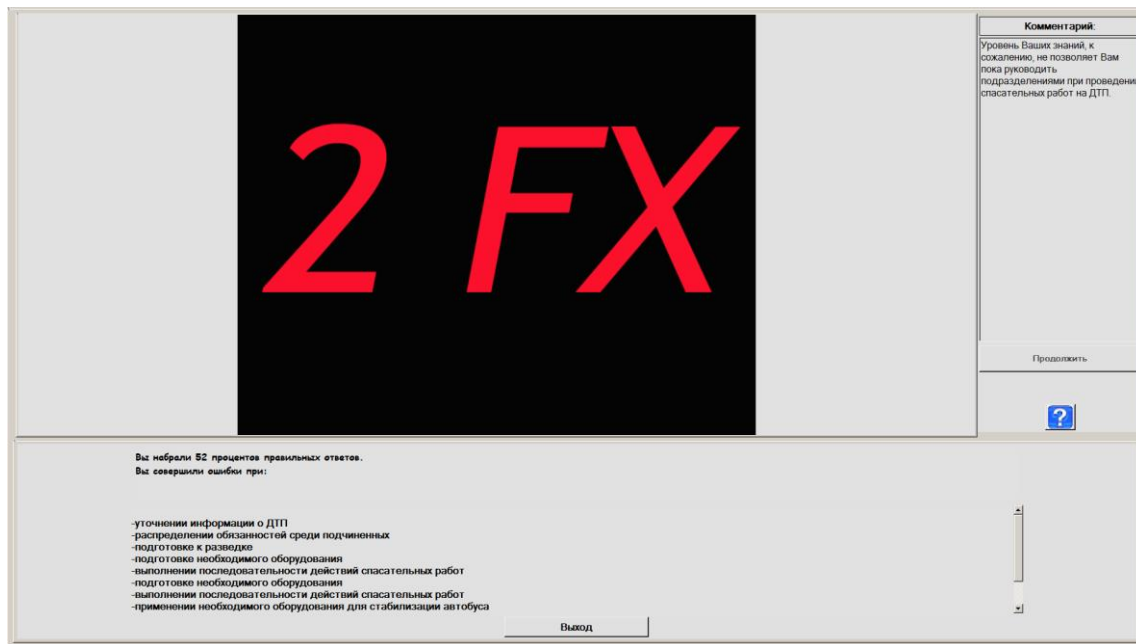 2 FX
Комментарий:
Уровень Ваших знаний, к
сожалению, не позволяет Вам
пока руководить
подразделениями при проведении
спасательных работ на ДТП.
Продолжить
?
Вы набрали 52 процентов правильных ответов.
Вы совершили ошибки при:
-уточнении информации о ДТП
-распределении обязанностей среди подчиненных
-подготовке к разведке
-подготовке необходимого оборудования
-выполнении последовательности действий спасательных работ
-подготовке необходимого оборудования
-выполнении последовательности действий спасательных работ
-применении необходимого оборудования для стабилизации автобуса
Выход